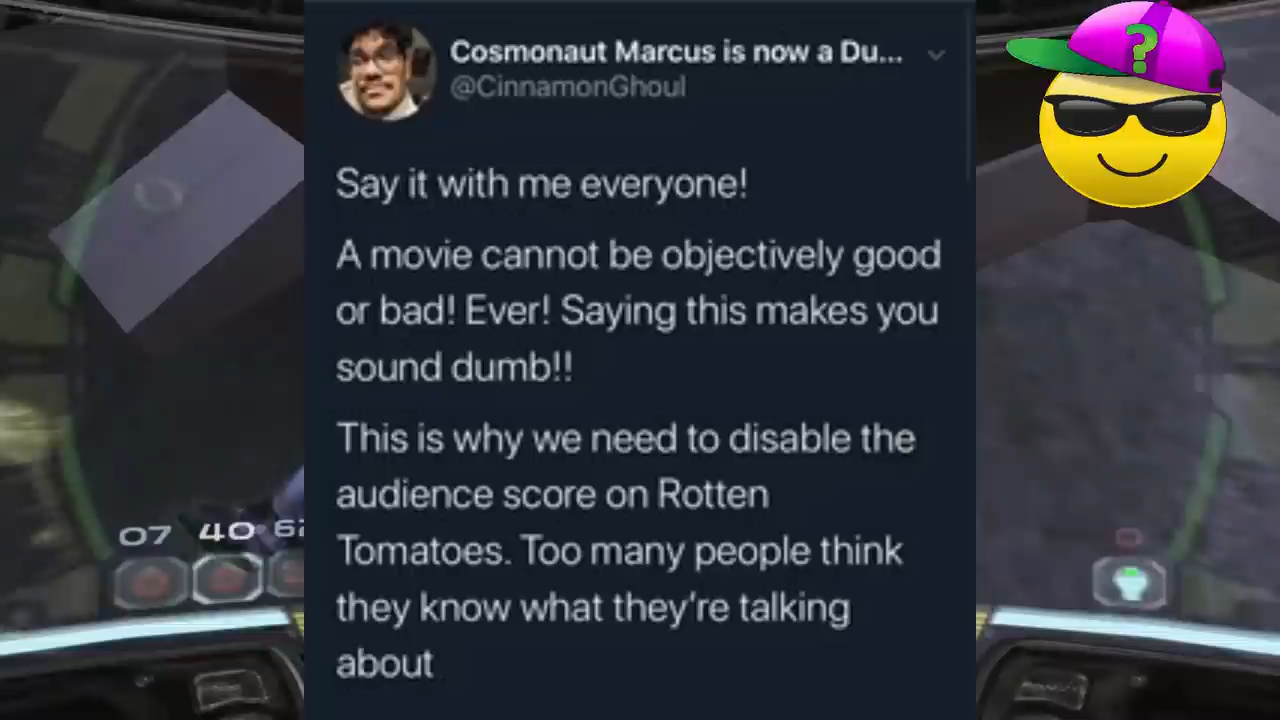 Cosmonaut Marcus is now a Du...
@CinnamonGhoul
Say it with me everyone!
A movie cannot be objectively good
or bad! Ever! Saying this makes you
sound dumb!!
This is why we need to disable the
audience score on Rotten
Tomatoes. Too many people think
they know what they're talking
about
?
07 40 62